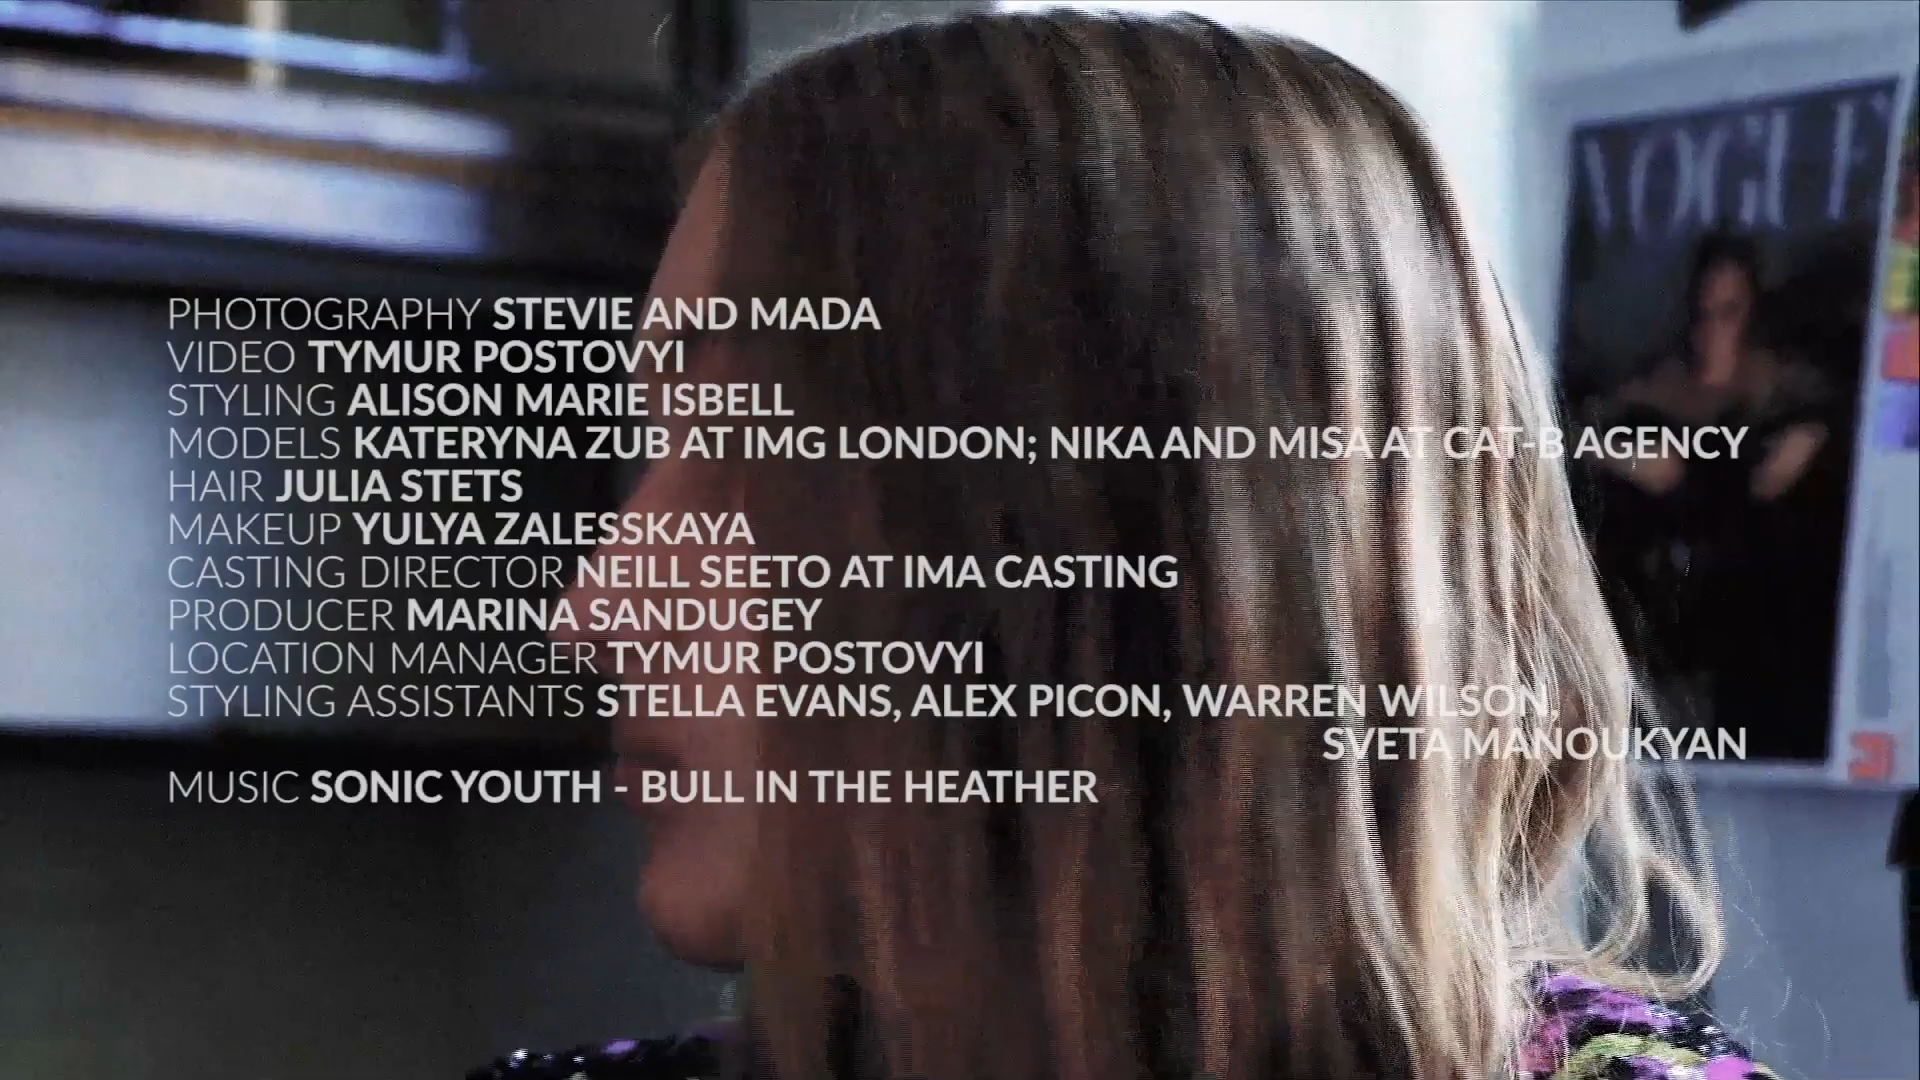 VOGUE
PHOTOGRAPHY STEVIE AND MADA
VIDEO TYMUR POSTOVYI
STYLING ALISON MARIE ISBELL
MODELS KATERYNA ZUB AT IMG LONDON; NIKA AND MISA AT CAT-B AGENCY
HAIR JULIA STETS
MAKEUP YULYA ZALESSKAYA
CASTING DIRECTOR NEILL SEETO AT IMA CASTING
PRODUCER MARINA SANDUGEY
LOCATION MANAGER TYMUR POSTOVYI
STYLING ASSISTANTS STELLA EVANS, ALEX PICON, WARREN WILSON,
SVETA MANOUKYAN
MUSIC SONIC YOUTH - BULL IN THE HEATHER